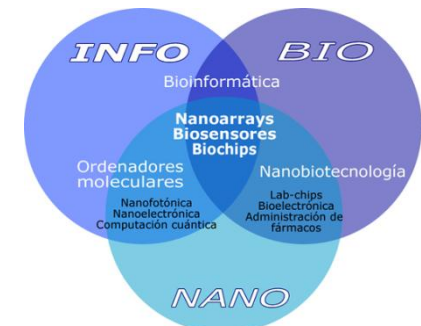 INFO
BIO
Bioinformática
Nanoarrays
Biosensores
Biochips
Ordenadores
moleculares
Nanofotónica
Nanoelectrónica
Computación cuántica
Nanobiotecnología
Lab-chips
Bioelectrónica
Administración de
fármacos
NANO